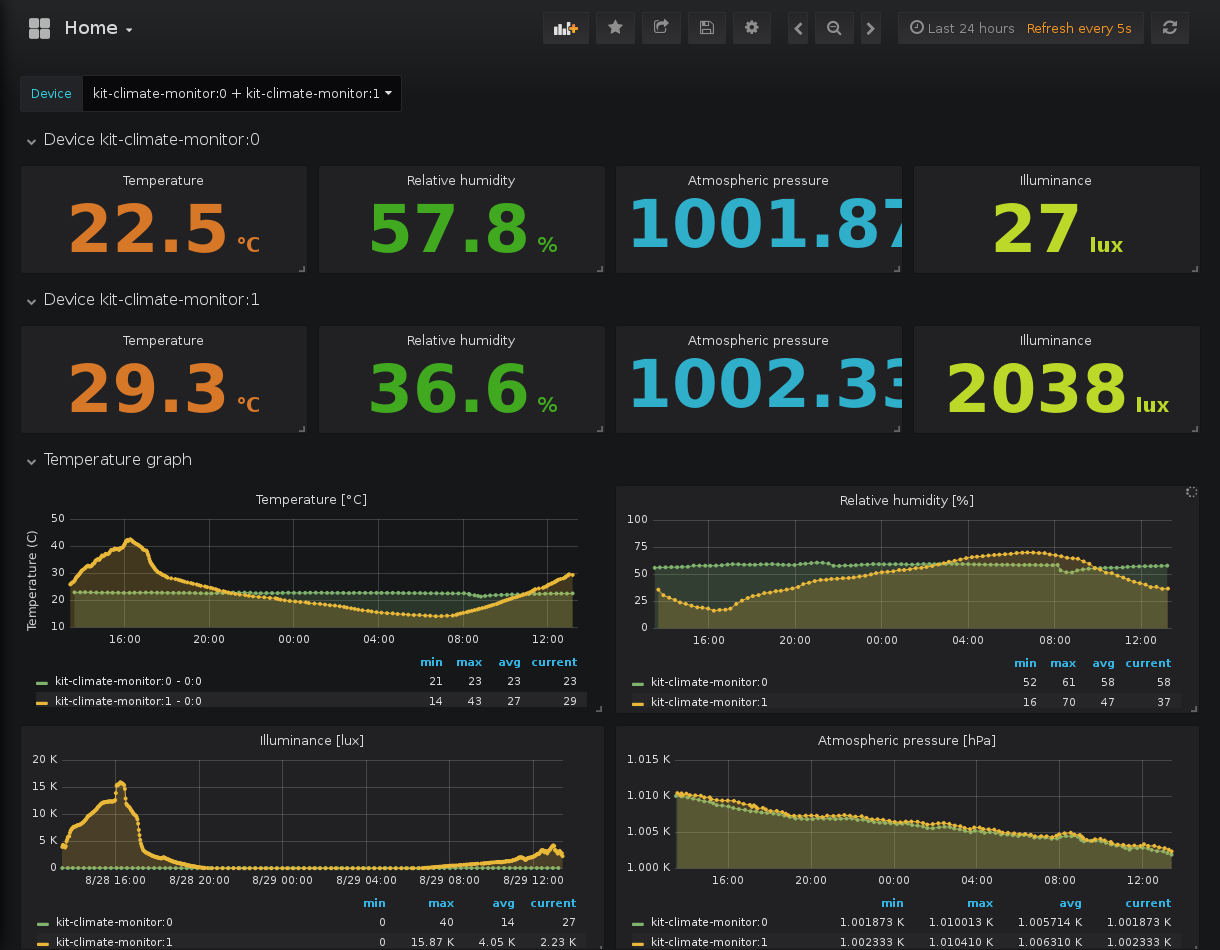 Home
Last 24 hours Refresh every 5s
Device kit-climate-monitor:0 + kit-climate-monitor:1
Device kit-climate-monitor:0
Temperature Relative humidity Atmospheric pressure Illuminance
22.5 °C 57.8 % 1001.87 27 lux
Device kit-climate-monitor:1
Temperature Relative humidity Atmospheric pressure Illuminance
29.3 °C 36.6 % 1002.33 2038 lux
Temperature graph
Temperature [°C]
Temperature (C)
50
40
30
20
10
16:00 20:00 00:00 04:00 08:00 12:00
min max avg current
kit-climate-monitor:0 - 0:0 21 23 23 23
kit-climate-monitor:1 - 0:0 14 43 27 29
Relative humidity [%]
100
75
50
25
0
16:00 20:00 00:00 04:00 08:00 12:00
min max avg current
kit-climate-monitor:0 52 61 58 58
kit-climate-monitor:1 16 70 47 37
Illuminance [lux]
20 K
15 K
10 K
5 K
0
8/28 16:00 8/28 20:00 8/29 00:00 8/29 04:00 8/29 08:00 8/29 12:00
min max avg current
kit-climate-monitor:0 0 40 14 27
kit-climate-monitor:1 0 15.87 K 4.05 K 2.23 K
Atmospheric pressure [hPa]
1.015 K
1.010 K
1.005 K
1.000 K
16:00 20:00 00:00 04:00 08:00 12:00
min max avg current
kit-climate-monitor:0 1.001873 K 1.010013 K 1.005714 K 1.001873 K
kit-climate-monitor:1 1.002333 K 1.010410 K 1.006310 K 1.002333 K